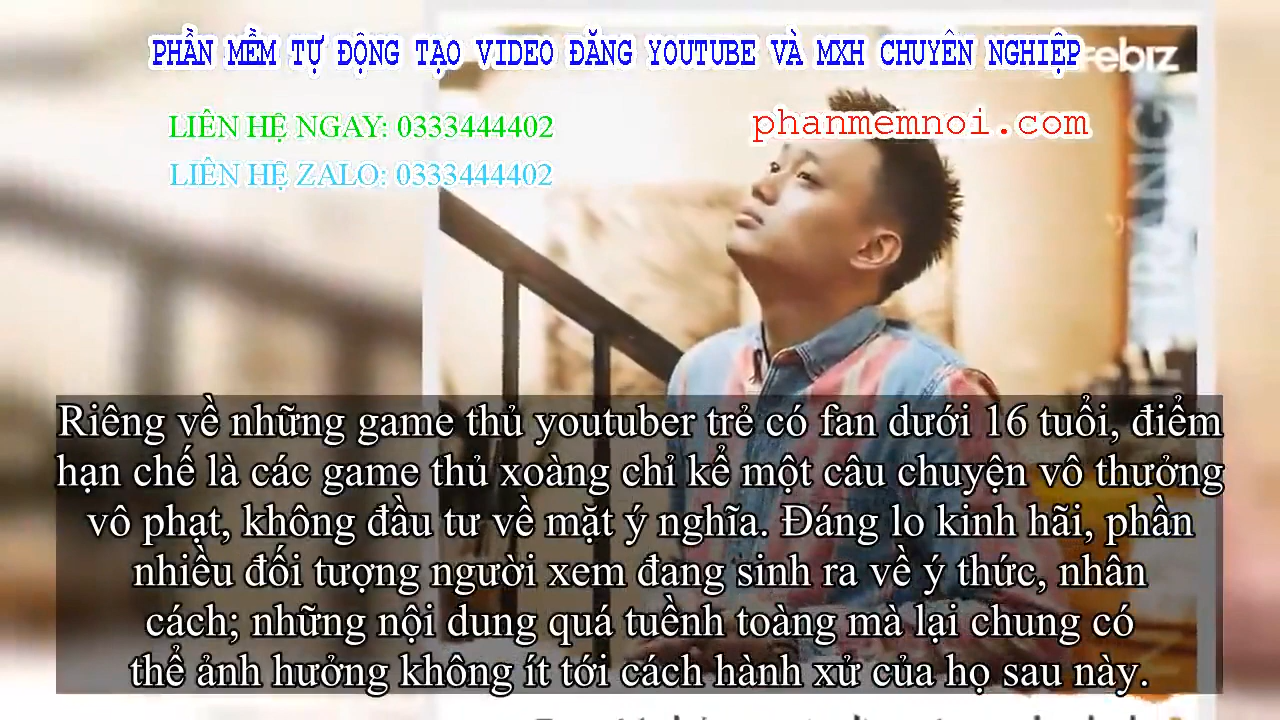 PHẦN MỀM TỰ ĐỘNG TẠO VIDEO ĐĂNG YOUTUBE VÀ MXH CHUYÊN NGHIỆP
rebiz
LIÊN HỆ NGAY: 0333444402
phanmemnoi.com
LIÊN HỆ ZALO: 0333444402
Riêng về những game thủ youtuber trẻ có fan dưới 16 tuổi, điểm
hạn chế là các game thủ xoàng chỉ kể một câu chuyện vô thưởng
vô phạt, không đầu tư về mặt ý nghĩa. Đáng lo kinh hãi, phần
nhiều đối tượng người xem đang sinh ra về ý thức, nhân
cách; những nội dung quá tuềnh toàng mà lại chung có
thể ảnh hưởng không ít tới cách hành xử của họ sau này.